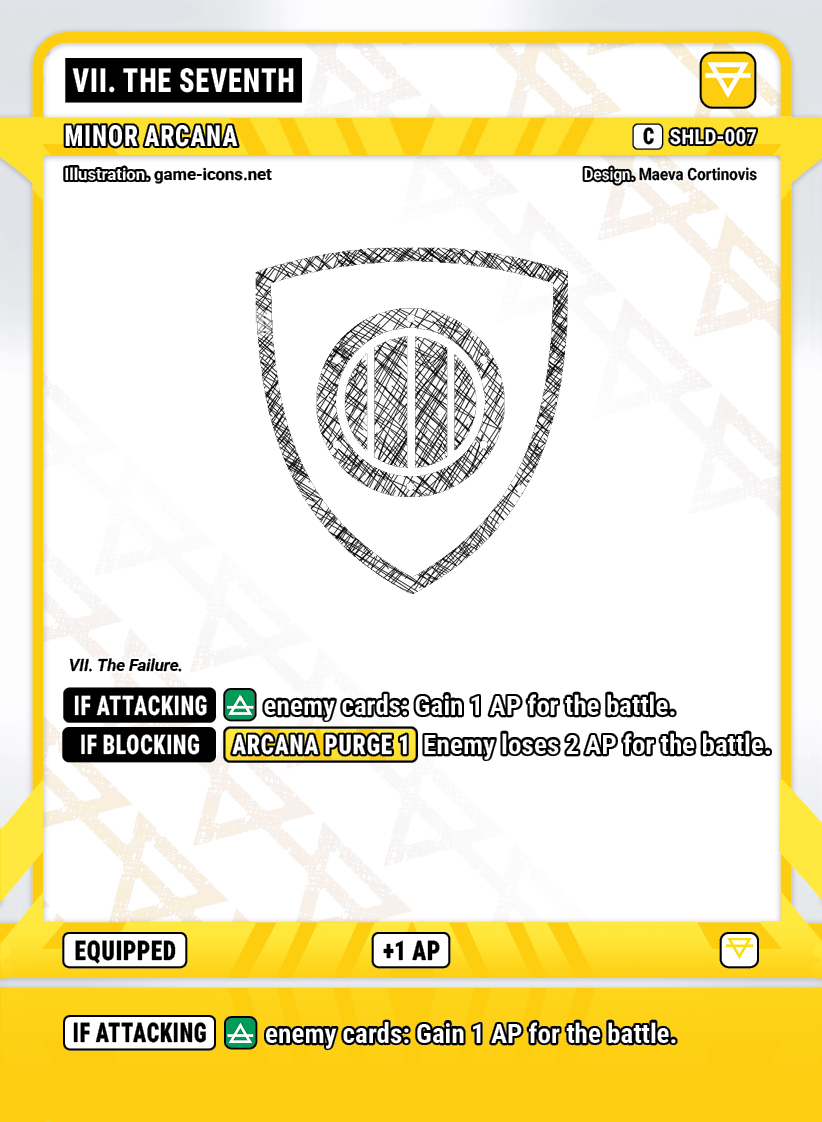 VII. THE SEVENTH
MINOR ARCANA
C SHLD-007
Illustration. game-icons.net
Design. Maeva Cortinovis
VII. The Failure.
IF ATTACKING enemy cards: Gain 1 AP for the battle.
IF BLOCKING ARCANA PURGE 1 Enemy loses 2 AP for the battle.
EQUIPPED
+1 AP
IF ATTACKING enemy cards: Gain 1 AP for the battle.